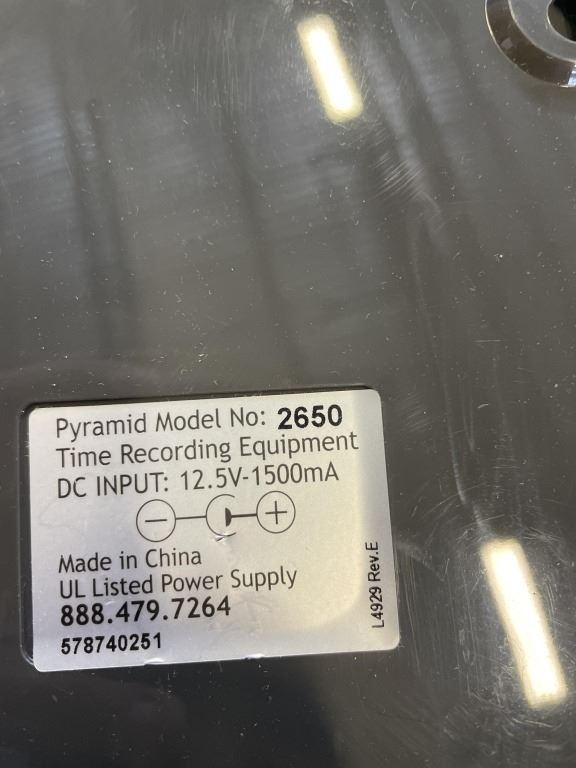 Pyramid Model No: 2650
Time Recording Equipment
DC INPUT: 12.5V-1500mA
Made in China
UL Listed Power Supply
888.479.7264
578740251
L4929 Rev.E